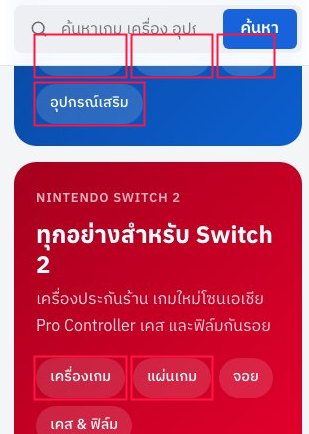 ค้นหาเกม เครื่อง อุปก
ค้นหา
อุปกรณ์เสริม
NINTENDO SWITCH 2
ทุกอย่างสำหรับ Switch
2
เครื่องประกันร้าน เกมใหม่โซนเอเชีย
Pro Controller เคส และฟิล์มกันรอย
เครื่องเกม
แผ่นเกม
จอย
เคส & ฟิล์ม